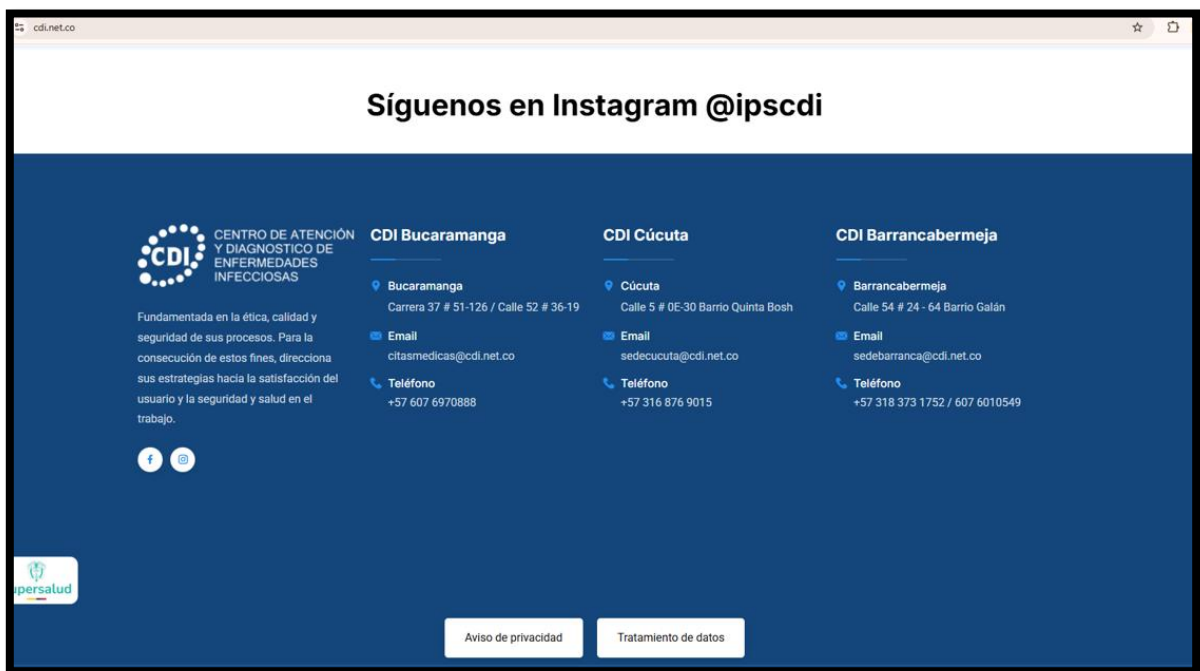 cdi.net.co
Síguenos en Instagram @ipscdi
CDI
CENTRO DE ATENCIÓN
Y DIAGNOSTICO DE
ENFERMEDADES
INFECCIOSAS
Fundamentada en la ética, calidad y
seguridad de sus procesos. Para la
consecución de estos fines, direcciona
sus estrategias hacia la satisfacción del
usuario y la seguridad y salud en el
trabajo.
CDI Bucaramanga
Bucaramanga
Carrera 37 # 51-126 / Calle 52 # 36-19
Email
citasmedicas@cdi.net.co
Teléfono
+57 607 6970888
CDI Cúcuta
Cúcuta
Calle 5 # 0E-30 Barrio Quinta Bosh
Email
sedecucuta@cdi.net.co
Teléfono
+57 316 876 9015
CDI Barrancabermeja
Barrancabermeja
Calle 54 # 24 - 64 Barrio Galán
Email
sedebarranca@cdi.net.co
Teléfono
+57 318 373 1752 / 607 6010549
upersalud
Aviso de privacidad
Tratamiento de datos